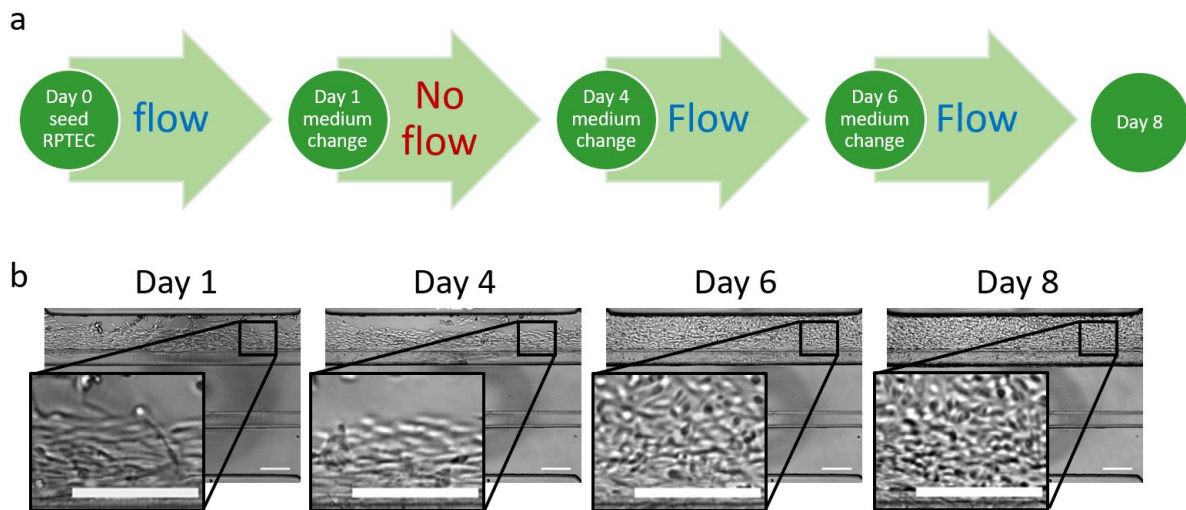 a
Day 0
seed
RPTEC
flow
Day 1
medium
change
No
flow
Day 4
medium
change
Flow
Day 6
medium
change
Flow
Day 8
b
Day 1
Day 4
Day 6
Day 8